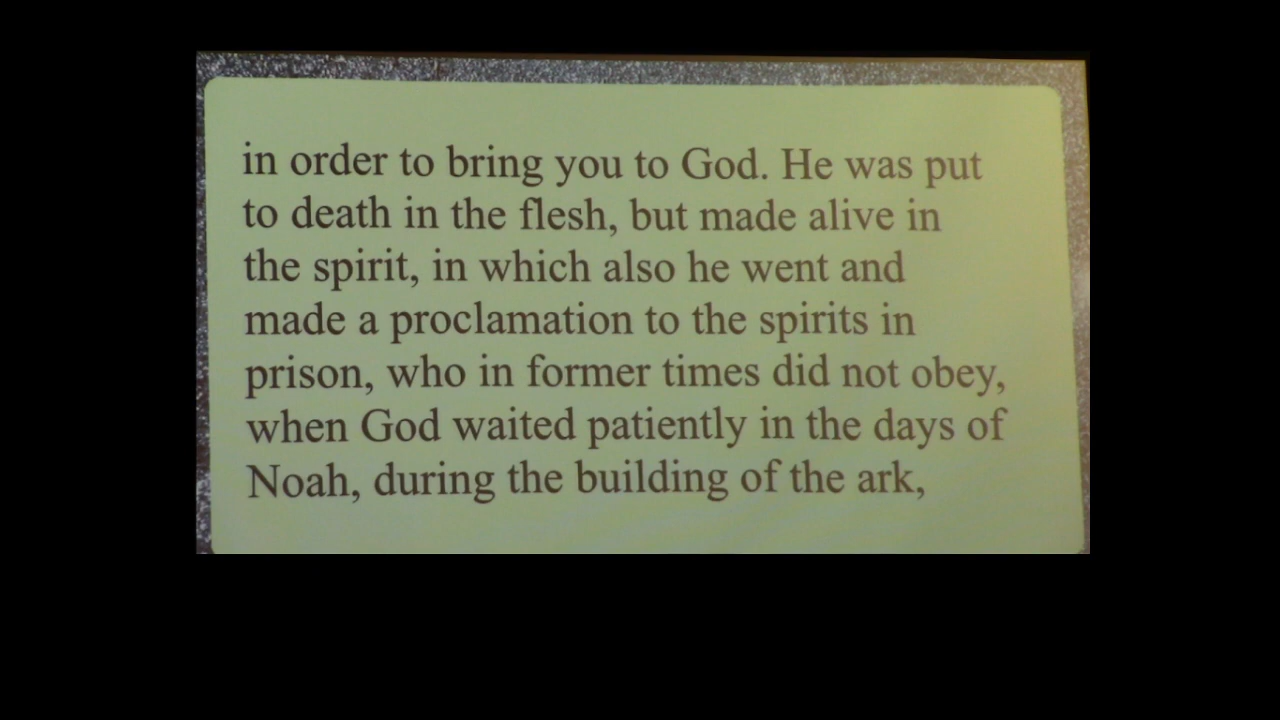 in order to bring you to God. He was put
to death in the flesh, but made alive in
the spirit, in which also he went and
made a proclamation to the spirits in
prison, who in former times did not obey,
when God waited patiently in the days of
Noah, during the building of the ark,